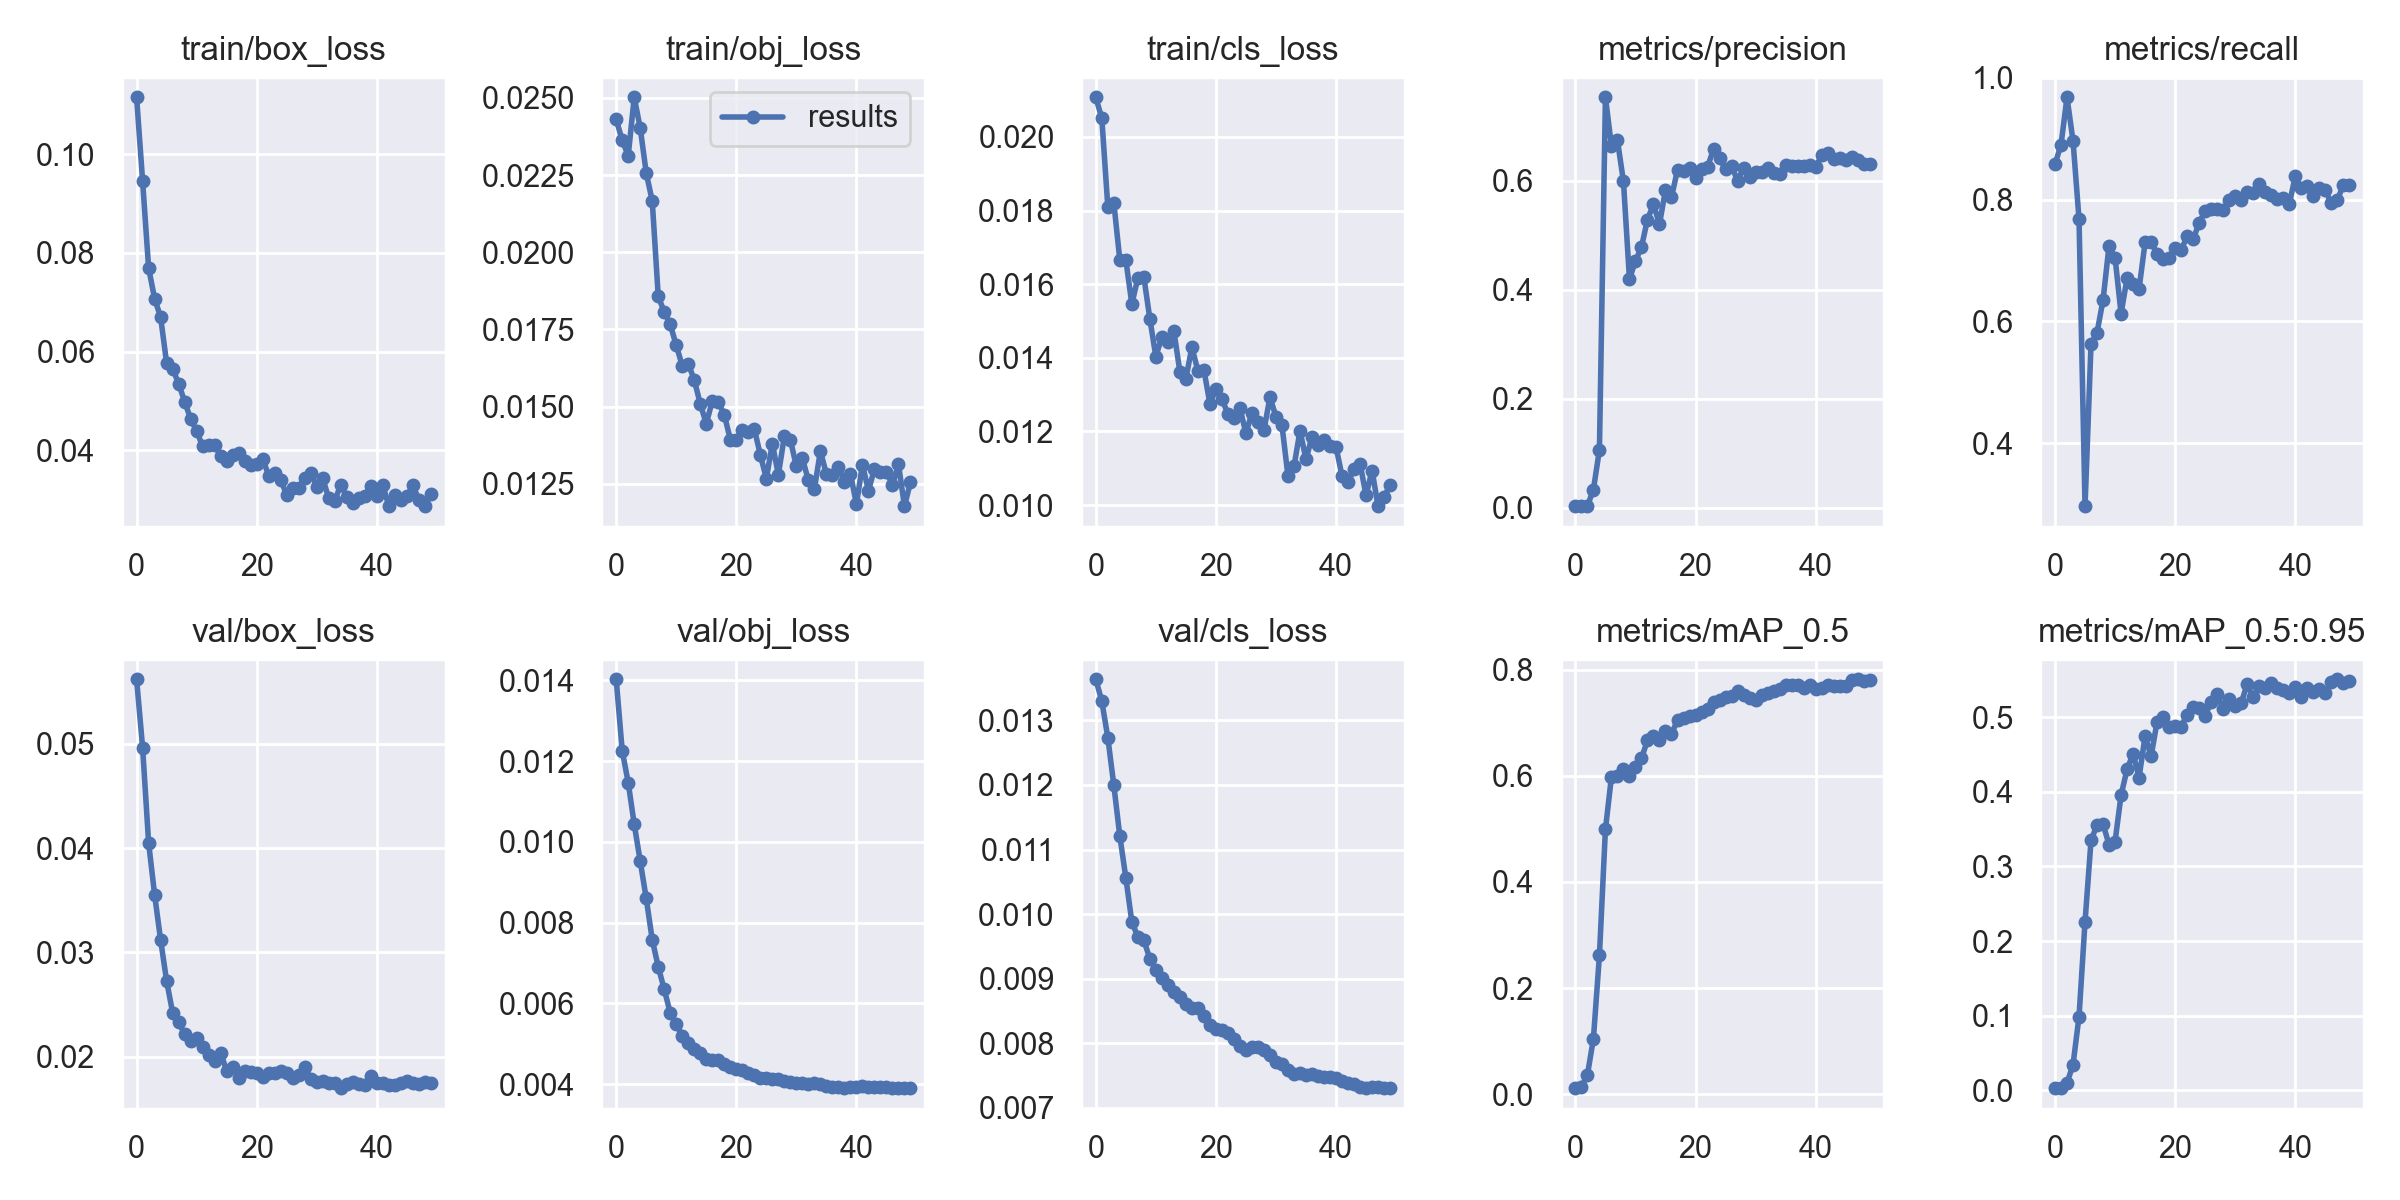 train/box_loss
0.10
0.08
0.06
0.04
0 20 40
train/obj_loss
results
0.0250
0.0225
0.0200
0.0175
0.0150
0.0125
0 20 40
train/cls_loss
0.020
0.018
0.016
0.014
0.012
0.010
0 20 40
metrics/precision
0.6
0.4
0.2
0.0
0 20 40
metrics/recall
1.0
0.8
0.6
0.4
0 20 40
val/box_loss
0.05
0.04
0.03
0.02
0 20 40
val/obj_loss
0.014
0.012
0.010
0.008
0.006
0.004
0 20 40
val/cls_loss
0.013
0.012
0.011
0.010
0.009
0.008
0.007
0 20 40
metrics/mAP_0.5
0.8
0.6
0.4
0.2
0.0
0 20 40
metrics/mAP_0.5:0.95
0.5
0.4
0.3
0.2
0.1
0.0
0 20 40